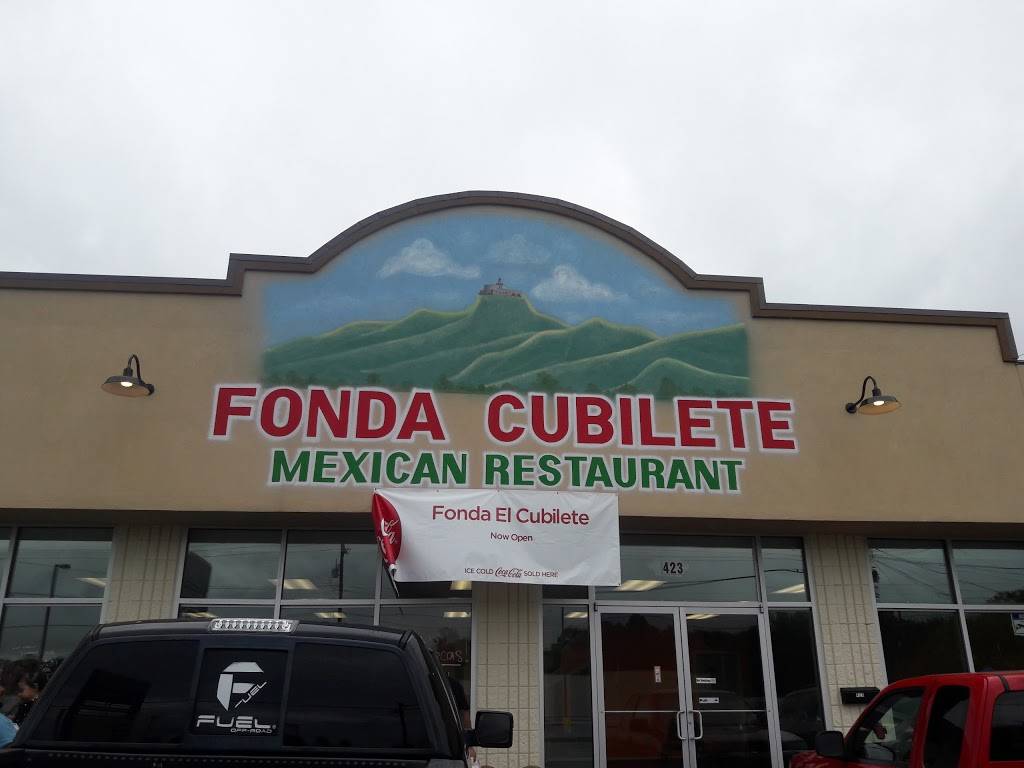 FONDA CUBILETE
MEXICAN RESTAURANT
Fonda El Cubilete
Now Open
ICE COLD Coca-Cola SOLD HERE
423
FUEL
FUEL
OFF-ROAD